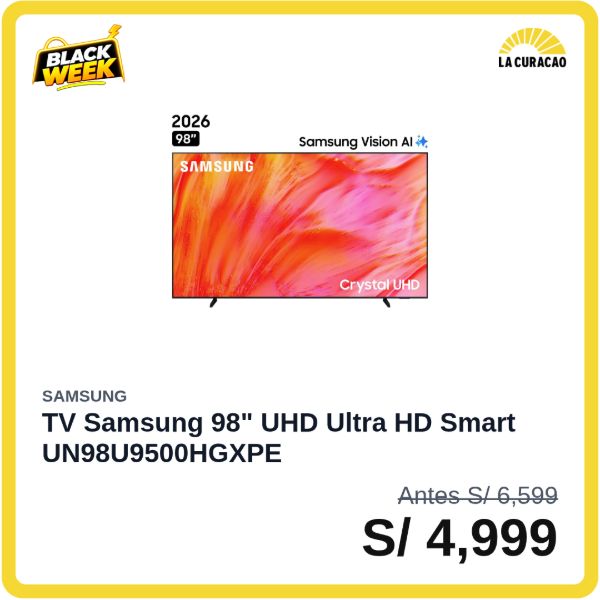 BLACK
WEEK
LA CURACAO
2026
98"
Samsung Vision AI
SAMSUNG
Crystal UHD
SAMSUNG
TV Samsung 98" UHD Ultra HD Smart
UN98U9500HGXPE
Antes S/ 6,599
S/ 4,999